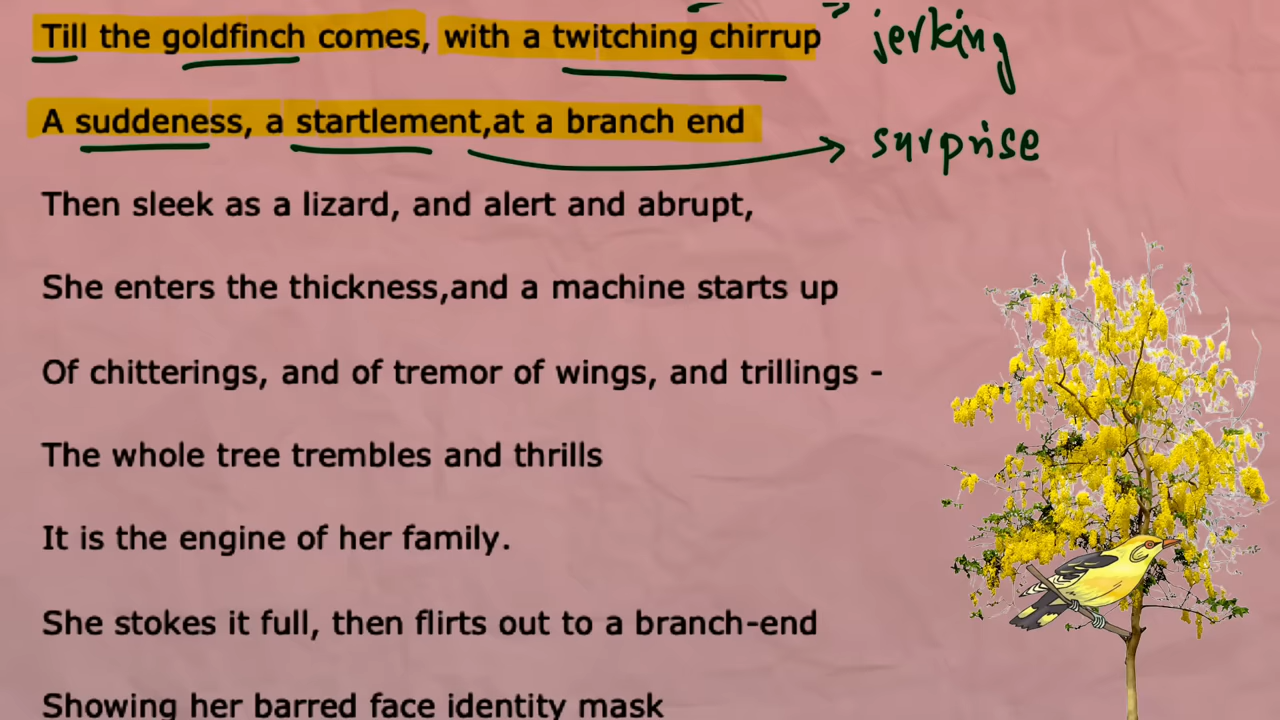 Till the goldfinch comes, with a twitching chirrup jerking
A suddeness, a startlement,at a branch end surprise
Then sleek as a lizard, and alert and abrupt,
She enters the thickness,and a machine starts up
Of chitterings, and of tremor of wings, and trillings -
The whole tree trembles and thrills
It is the engine of her family.
She stokes it full, then flirts out to a branch-end
Showing her barred face identity mask